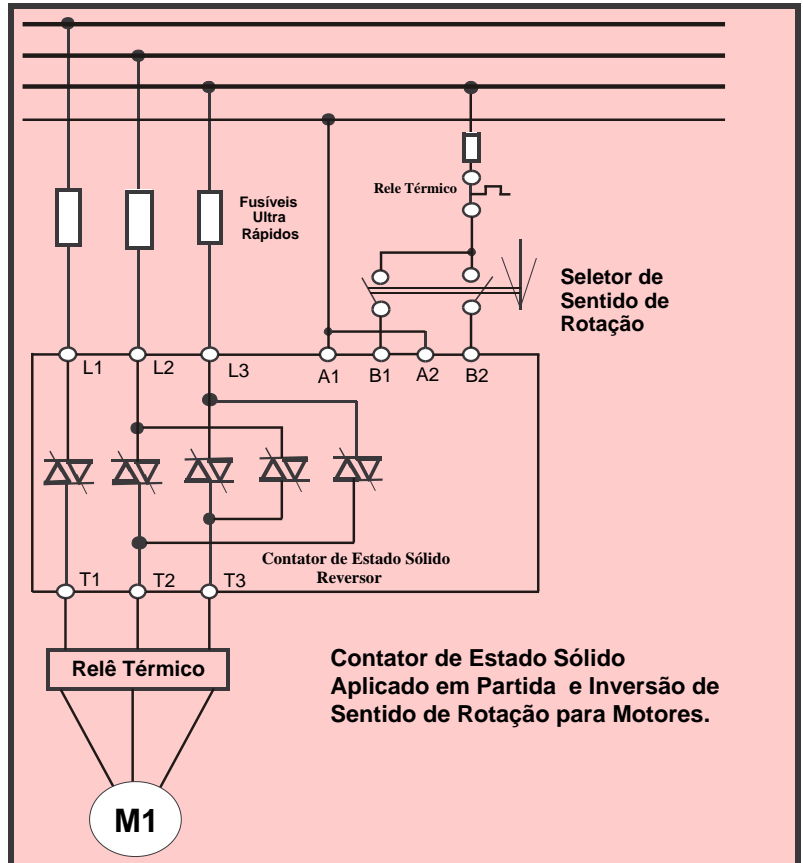 Fusíveis
Ultra
Rápidos
Rele Térmico
Seletor de
Sentido de
Rotação
L1
L2
L3
A1
B1
A2
B2
Contator de Estado Sólido
Reversor
T1
T2
T3
Relê Térmico
Contator de Estado Sólido
Aplicado em Partida e Inversão de
Sentido de Rotação para Motores.
M1